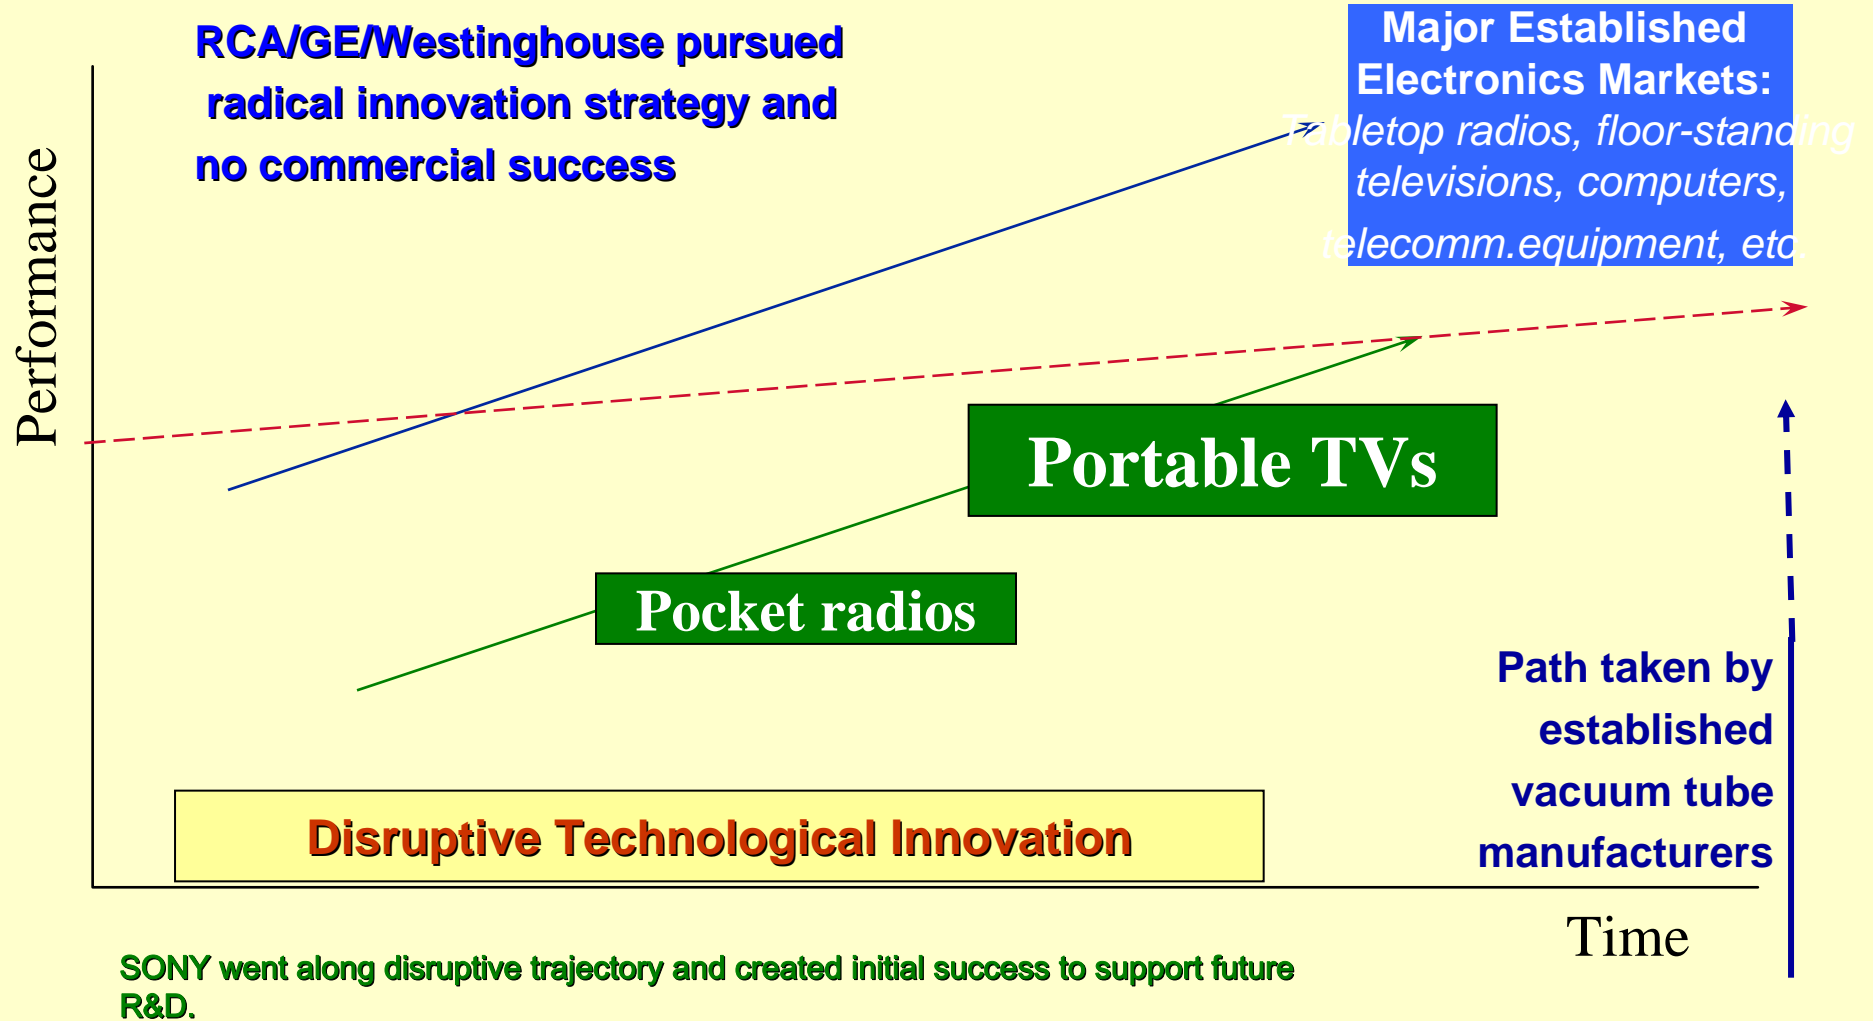 RCA/GE/Westinghouse pursued
radical innovation strategy and
no commercial success
Major Established
Electronics Markets:
Tabletop radios, floor-standing
televisions, computers,
telecomm.equipment, etc.
Performance
Portable TVs
Pocket radios
Path taken by
established
vacuum tube
manufacturers
Disruptive Technological Innovation
Time
SONY went along disruptive trajectory and created initial success to support future
R&D.